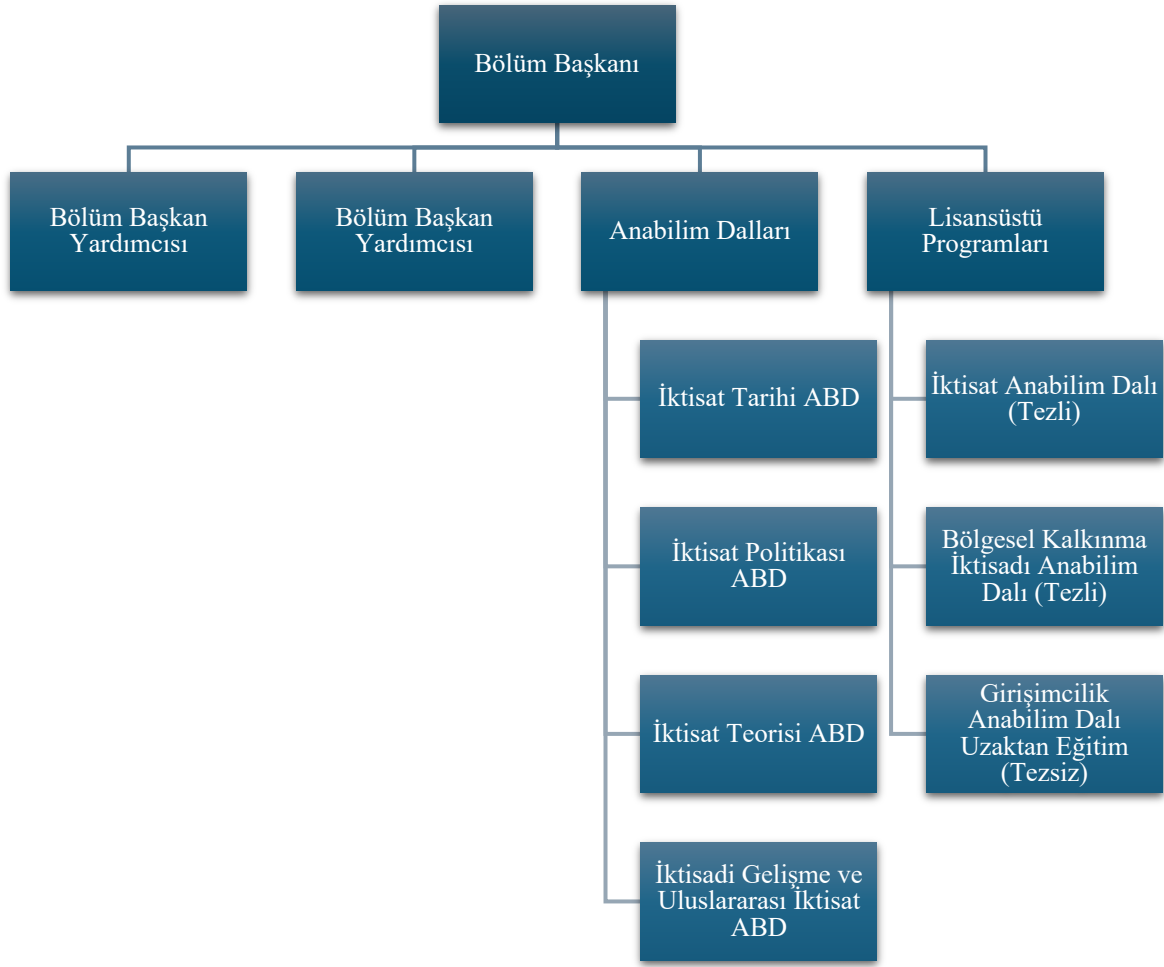 Bölüm Başkanı
Bölüm Başkan
Yardımcısı
Bölüm Başkan
Yardımcısı
Anabilim Dalları
Lisansüstü
Programları
İktisat Tarihi ABD
İktisat Politikası
ABD
İktisat Teorisi ABD
İktisadi Gelişme ve
Uluslararası İktisat
ABD
İktisat Anabilim Dalı
(Tezli)
Bölgesel Kalkınma
İktisadı Anabilim
Dalı (Tezli)
Girişimcilik
Anabilim Dalı
Uzaktan Eğitim
(Tezsiz)